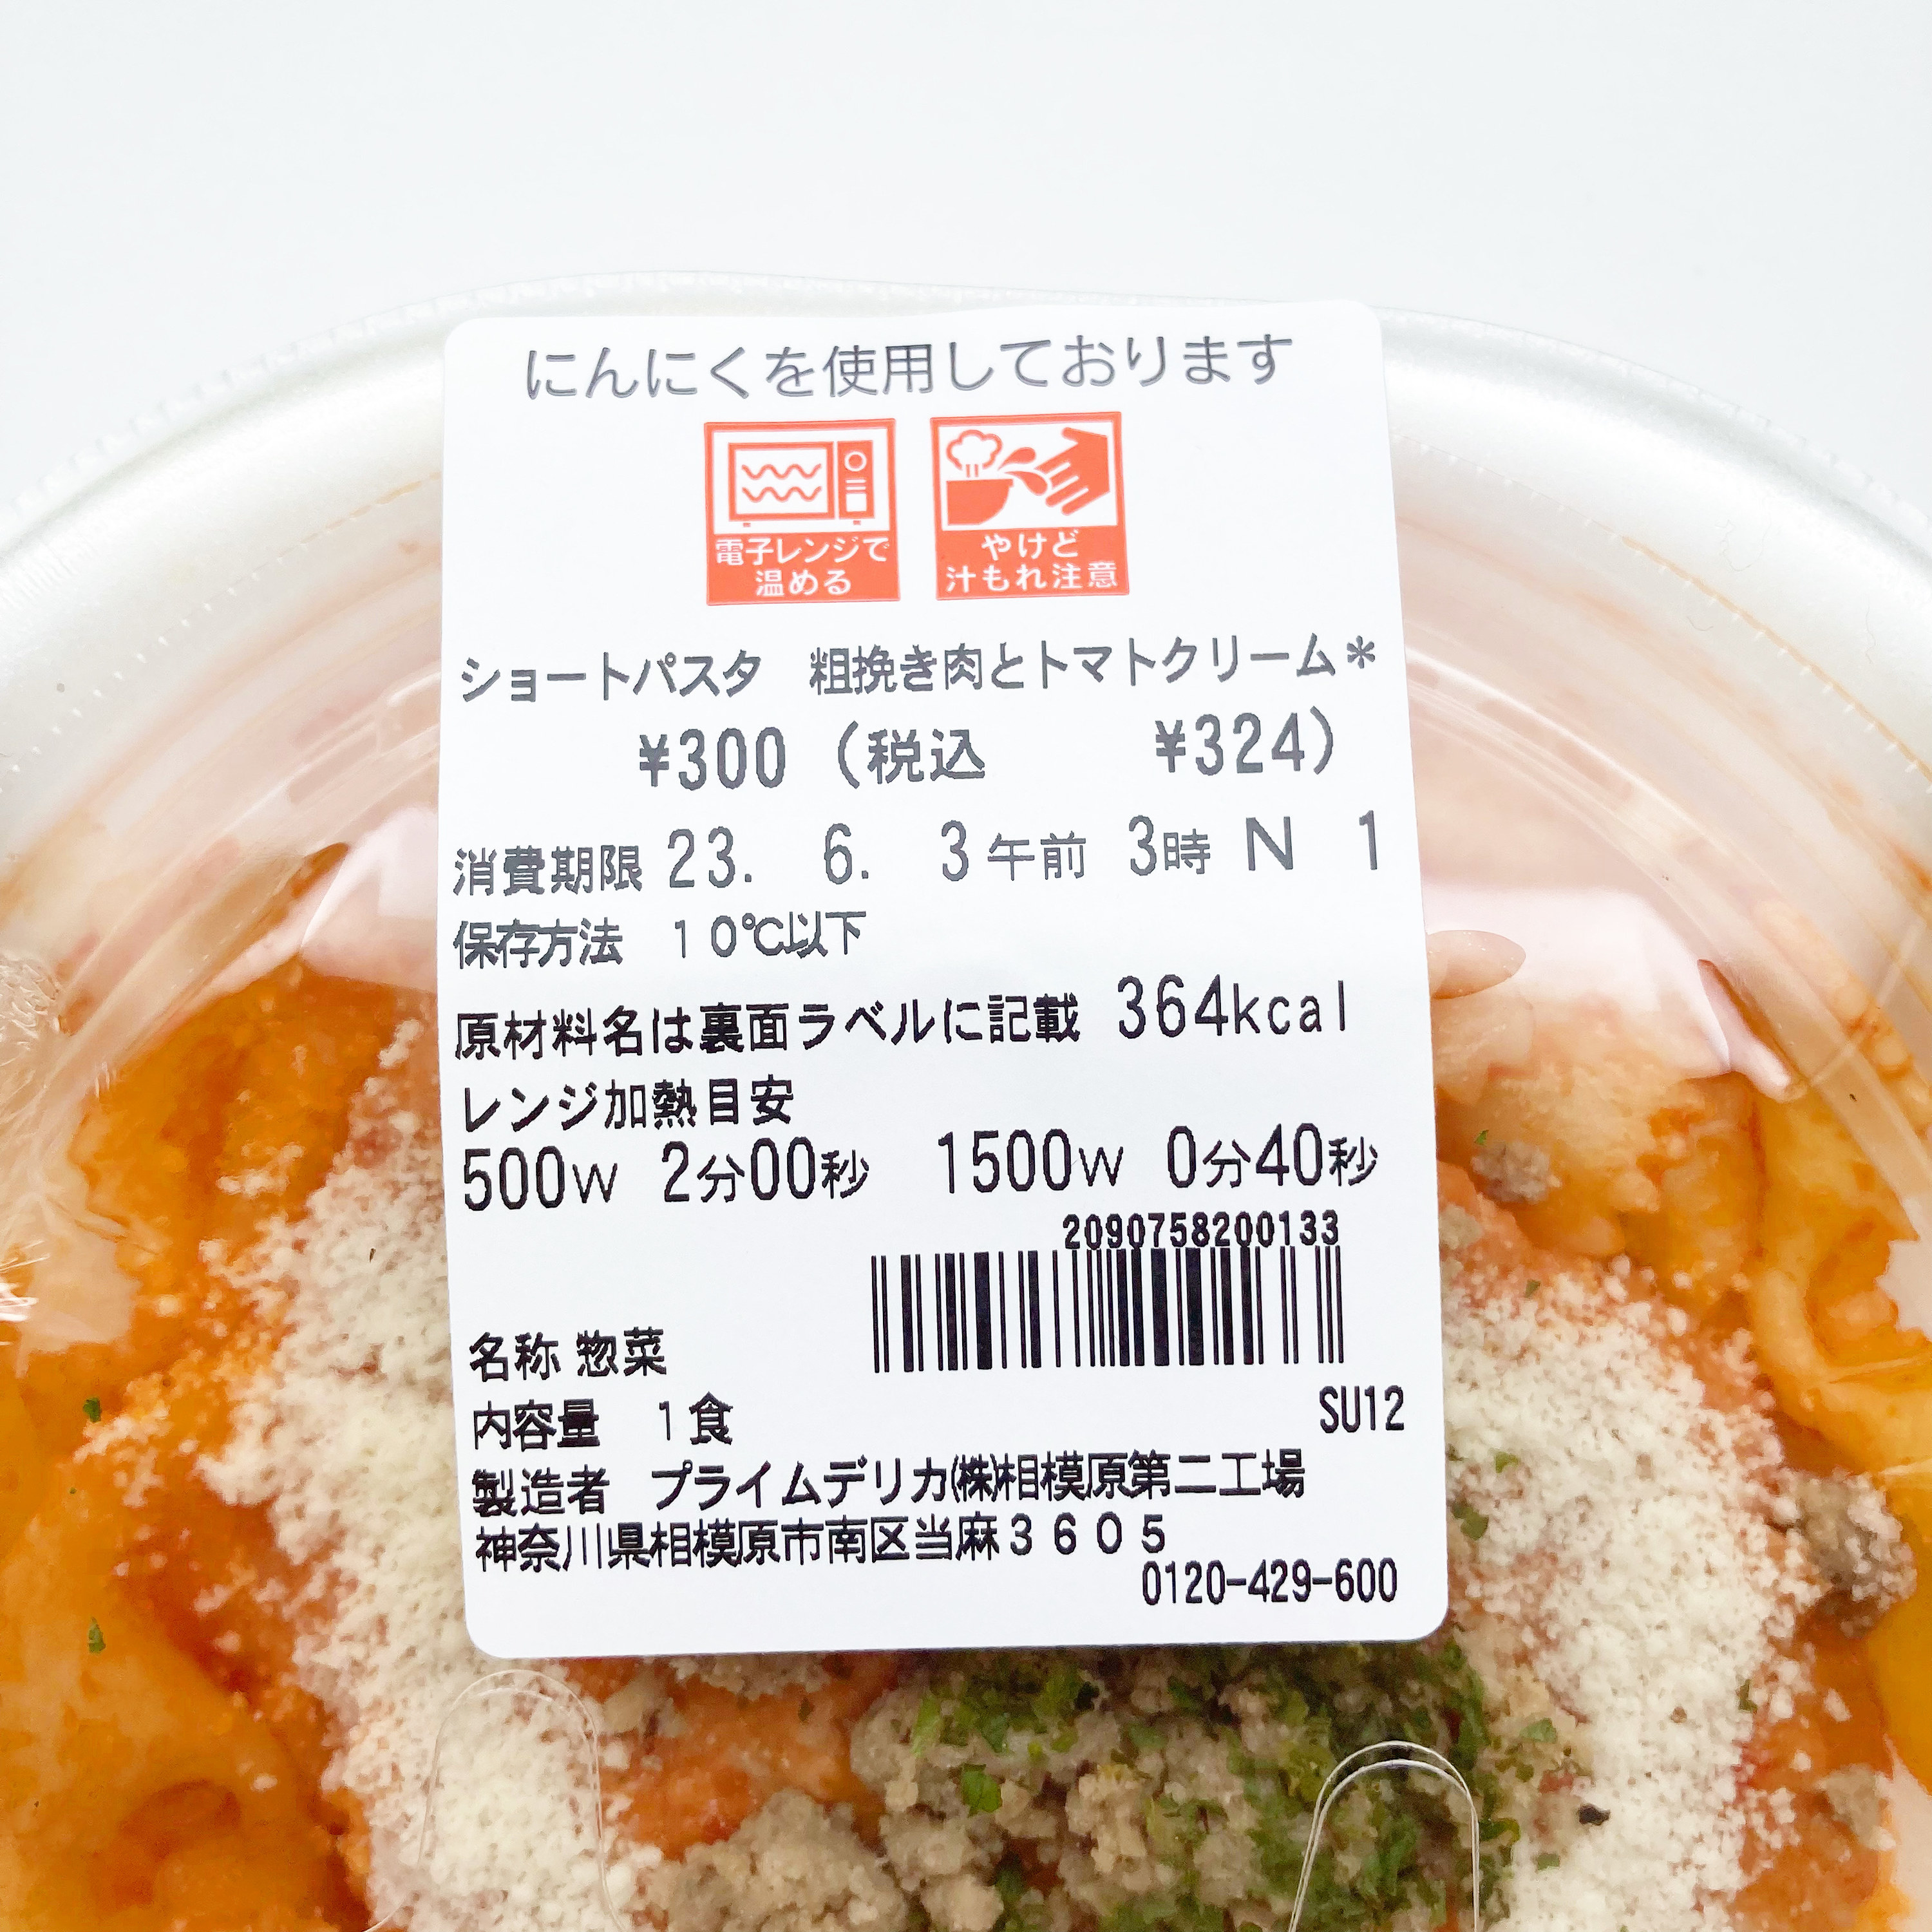 にんにくを使用しております
電子レンジで
温める
やけど
汁もれ注意
ショートパスタ　粗挽き肉とトマトクリーム＊
¥300（税込　¥324）
消費期限 23. 6. 3午前 3時 N 1
保存方法　１０℃以下
原材料名は裏面ラベルに記載 364kcal
レンジ加熱目安
500W 2分00秒　1500W 0分40秒
2090758200133
名称 惣菜
内容量　１食
SU12
製造者　プライムデリカ㈱相模原第二工場
神奈川県相模原市南区当麻３６０５
0120-429-600